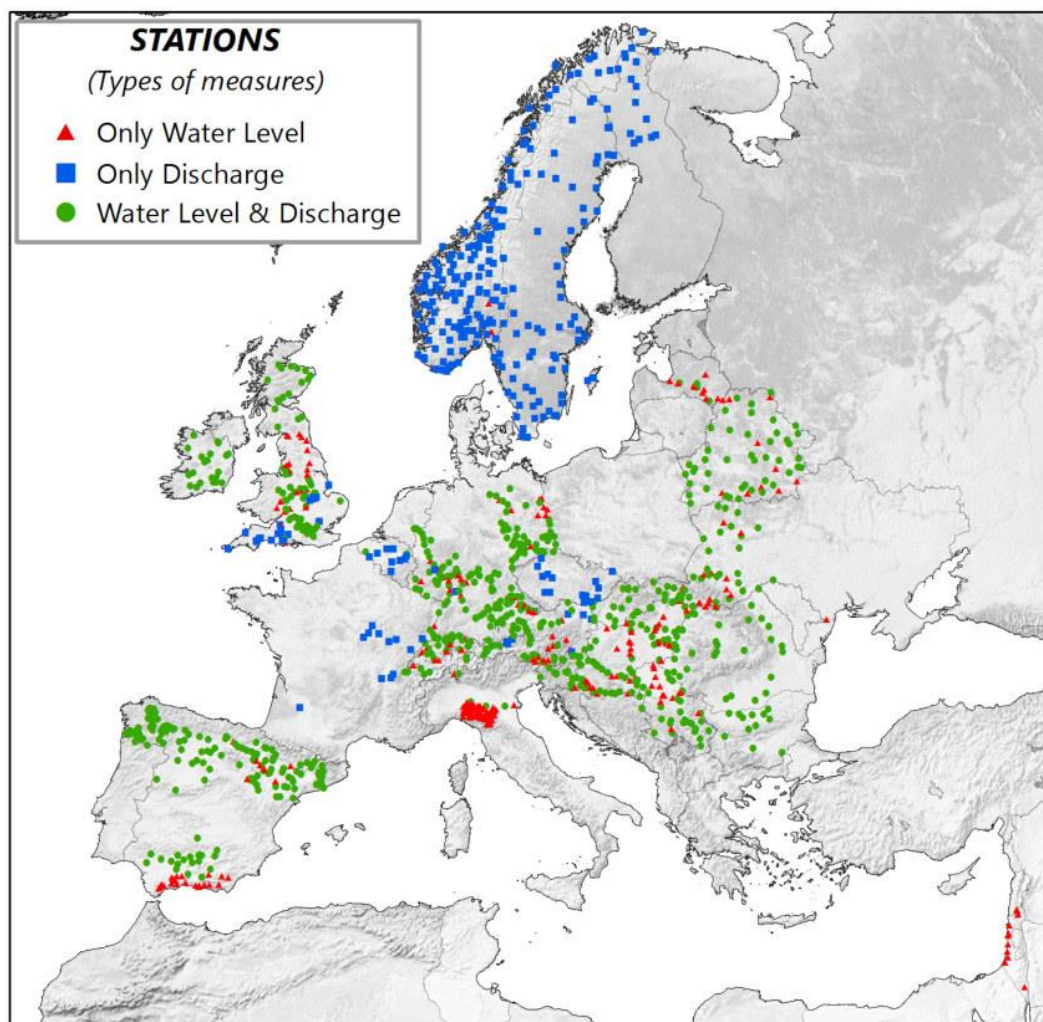 STATIONS
(Types of measures)
Only Water Level
Only Discharge
Water Level & Discharge